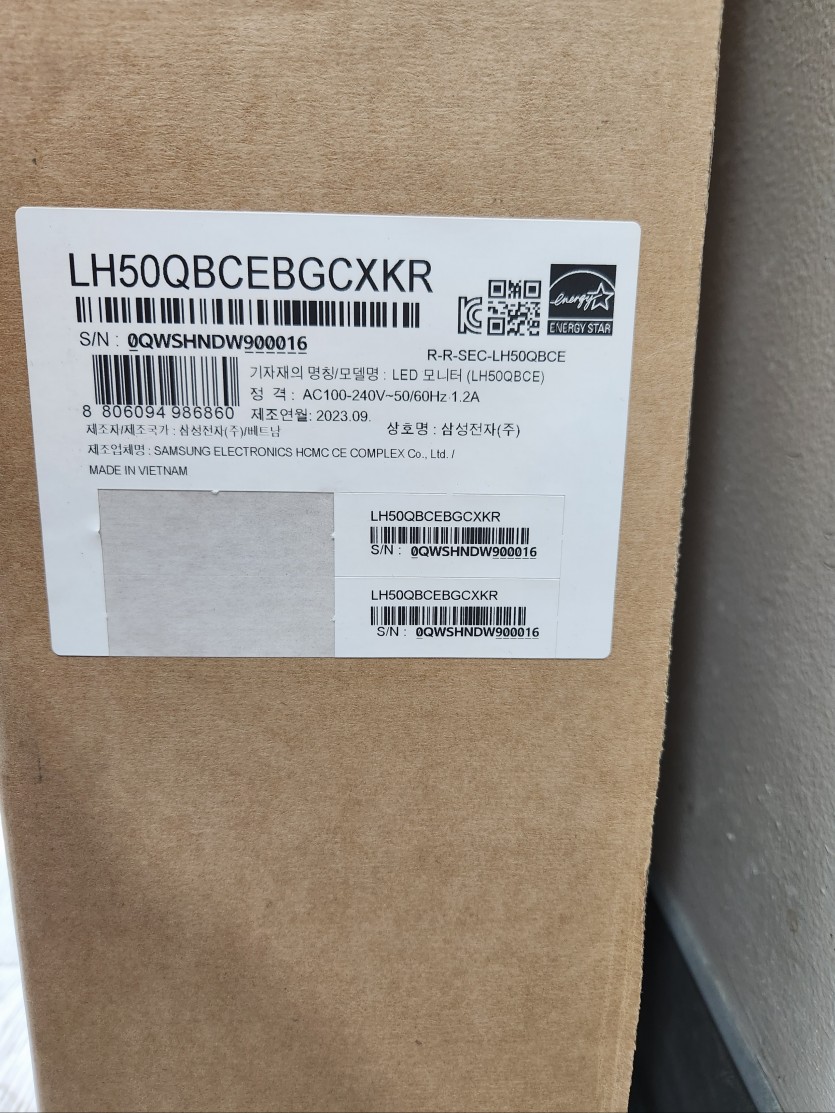 LH50QBCEBGCXKR
energy
ENERGY STAR
S/N : 0QWSHNDW900016
R-R-SEC-LH50QBCE
기자재의 명칭/모델명 : LED 모니터 (LH50QBCE)
정 격 : AC100-240V~50/60Hz 1.2A
8 806094 986860
제조연월: 2023.09.
제조자/제조국가 : 삼성전자(주)/베트남
상호명 : 삼성전자(주)
제조업체명 : SAMSUNG ELECTRONICS HCMC CE COMPLEX Co., Ltd. /
MADE IN VIETNAM
LH50QBCEBGCXKR
S/N : 0QWSHNDW900016
LH50QBCEBGCXKR
S/N : 0QWSHNDW900016